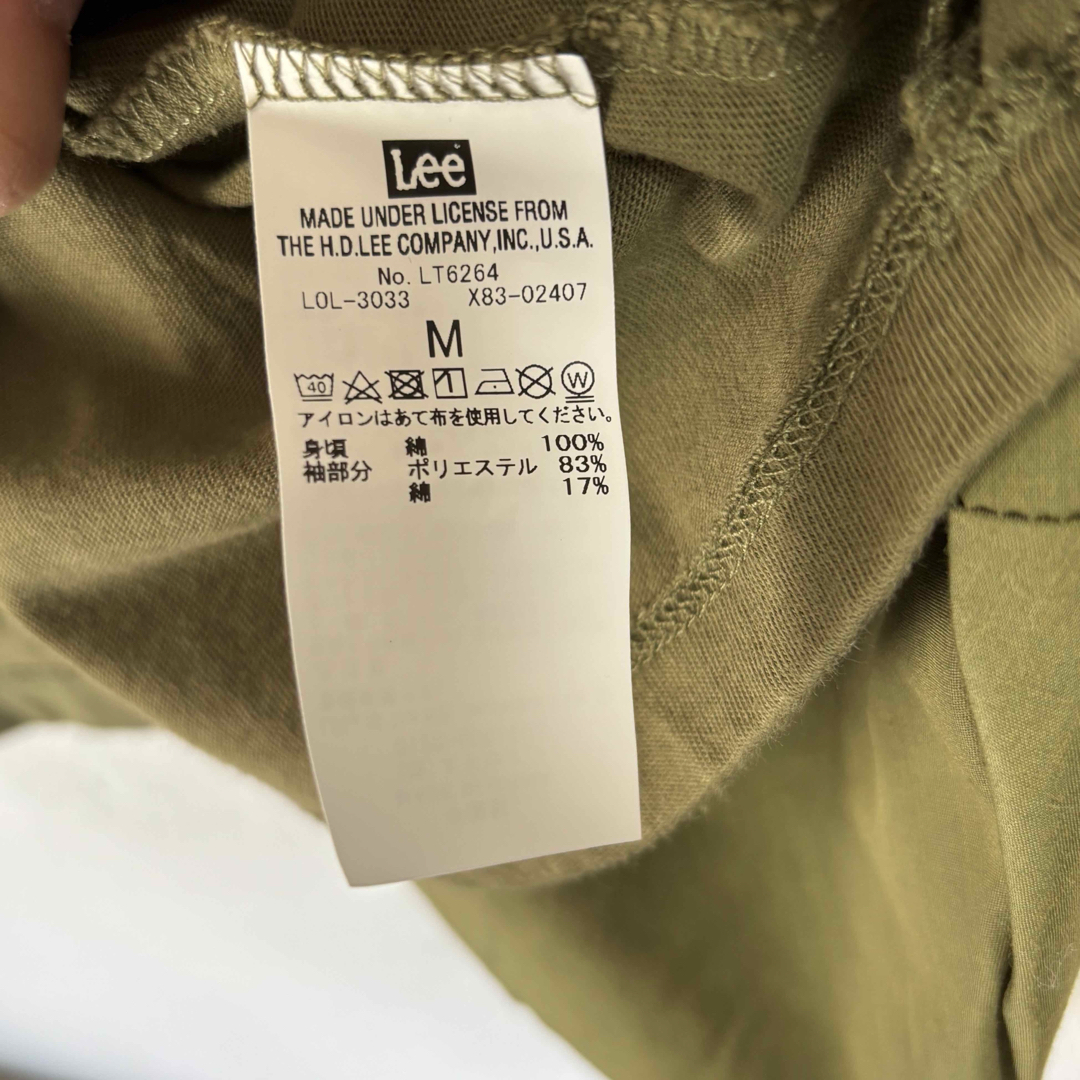 Lee
MADE UNDER LICENSE FROM
THE H.D.LEE COMPANY,INC.,U.S.A.
No. LT6264
LOL-3033 X83-02407
M
40 W
アイロンはあて布を使用してください。
身頃 綿 100%
袖部分 ポリエステル 83%
綿 17%